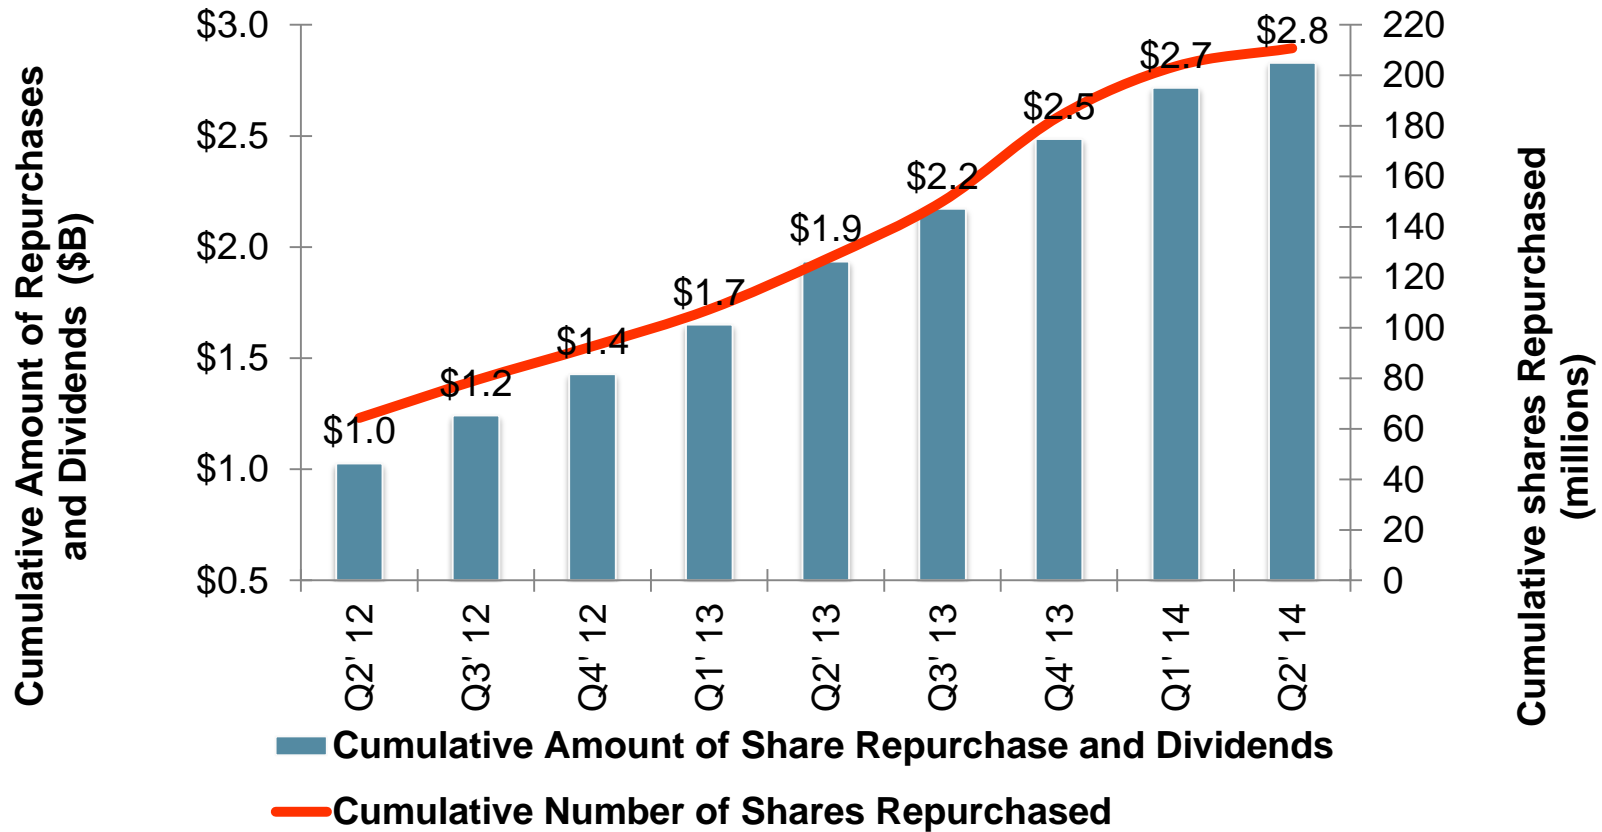 Cumulative Amount of Repurchases
and Dividends ($B)
$3.0
$2.5
$2.0
$1.5
$1.0
$0.5
$1.0
$1.2
$1.4
$1.7
$1.9
$2.2
$2.5
$2.7
$2.8
220
200
180
160
140
120
100
80
60
40
20
0
Cumulative shares Repurchased
(millions)
Q2' 12
Q3' 12
Q4' 12
Q1' 13
Q2' 13
Q3' 13
Q4' 13
Q1' 14
Q2' 14
Cumulative Amount of Share Repurchase and Dividends
Cumulative Number of Shares Repurchased